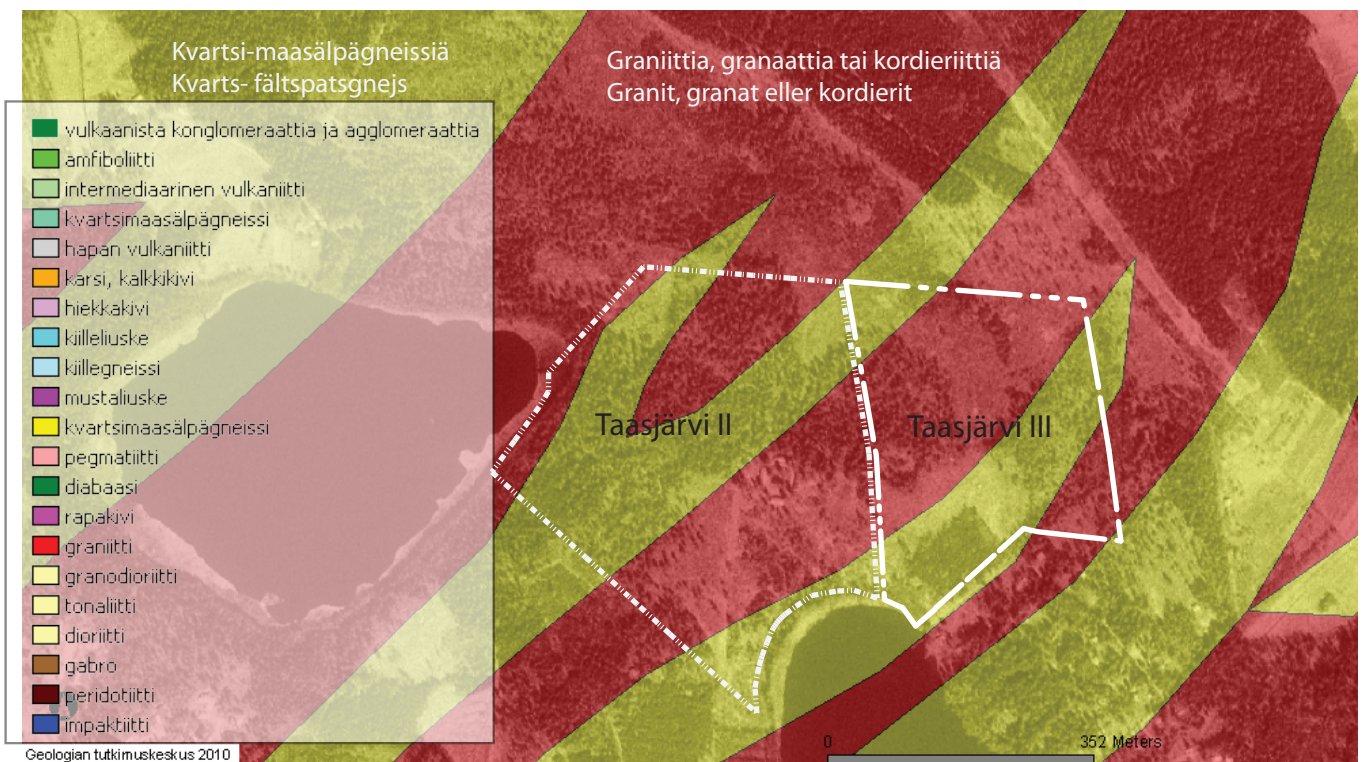 Kvartsi-maasälpägneissiä
Kvarts- fältspatsgnejs
Graniittia, granaattia tai kordieriittiä
Granit, granat eller kordierit
vulkaanista konglomeraattia ja agglomeraattia
amfiboliitti
intermediaarinen vulkaniitti
kvartsimaasälpägneissi
hapan vulkaniitti
karsi, kalkkikivi
hiekkakivi
kiilleliuske
kiillegneissi
mustaliuske
kvartsimaasälpägneissi
pegmatiitti
diabaasi
rapakivi
graniitti
granodioriitti
tonaliitti
dioriitti
gabro
peridotiitti
impaktiitti
Taasjärvi II
Taasjärvi III
0
352 Meters
Geologian tutkimuskeskus 2010